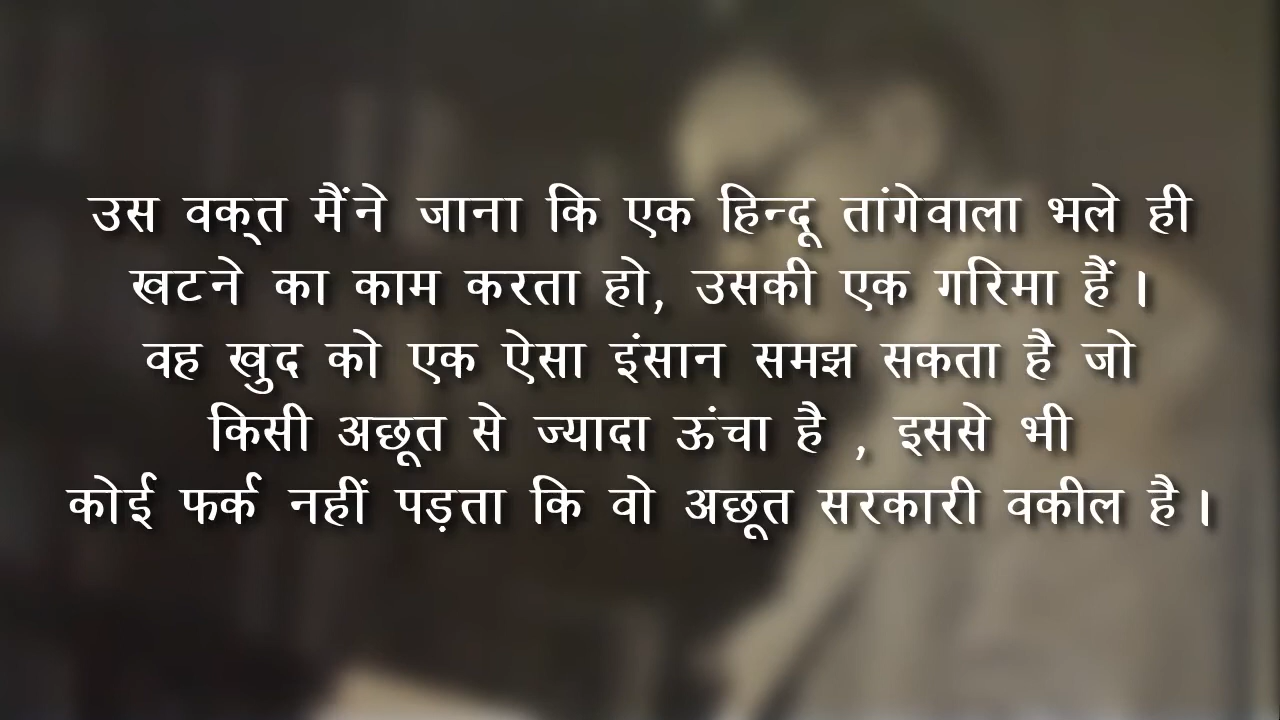 उस वक्त मैंने जाना कि एक हिन्दू तांगेवाला भले ही
खटने का काम करता हो, उसकी एक गरिमा हैं।
वह खुद को एक ऐसा इंसान समझ सकता है जो
किसी अछूत से ज्यादा ऊंचा है , इससे भी
कोई फर्क नहीं पड़ता कि वो अछूत सरकारी वकील है।